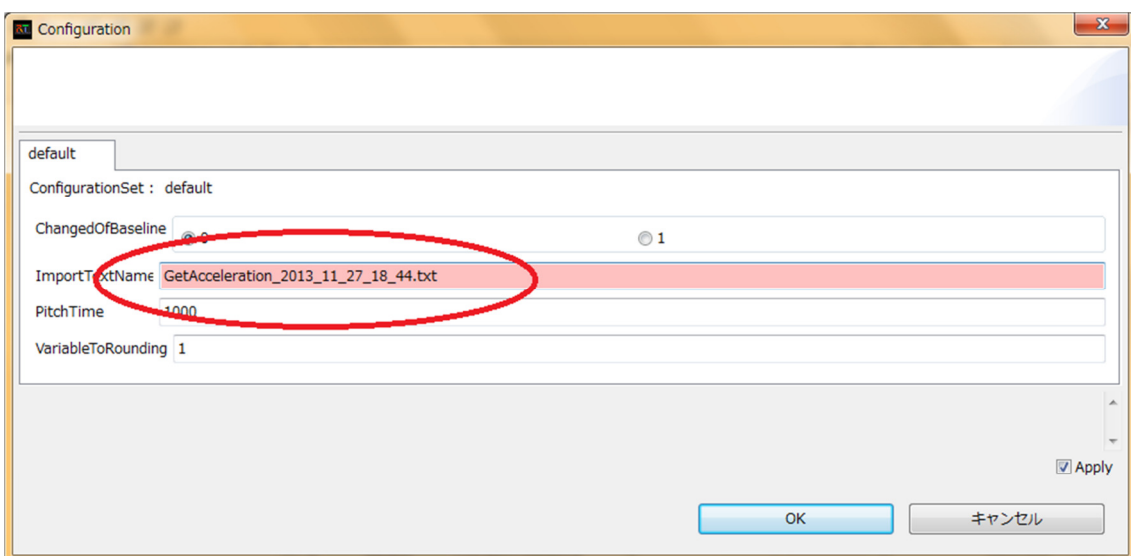 Configuration
default
ConfigurationSet : default
ChangedOfBaseline 0 1
ImportTextName GetAcceleration_2013_11_27_18_44.txt
PitchTime 1000
VariableToRounding 1
Apply
OK キャンセル